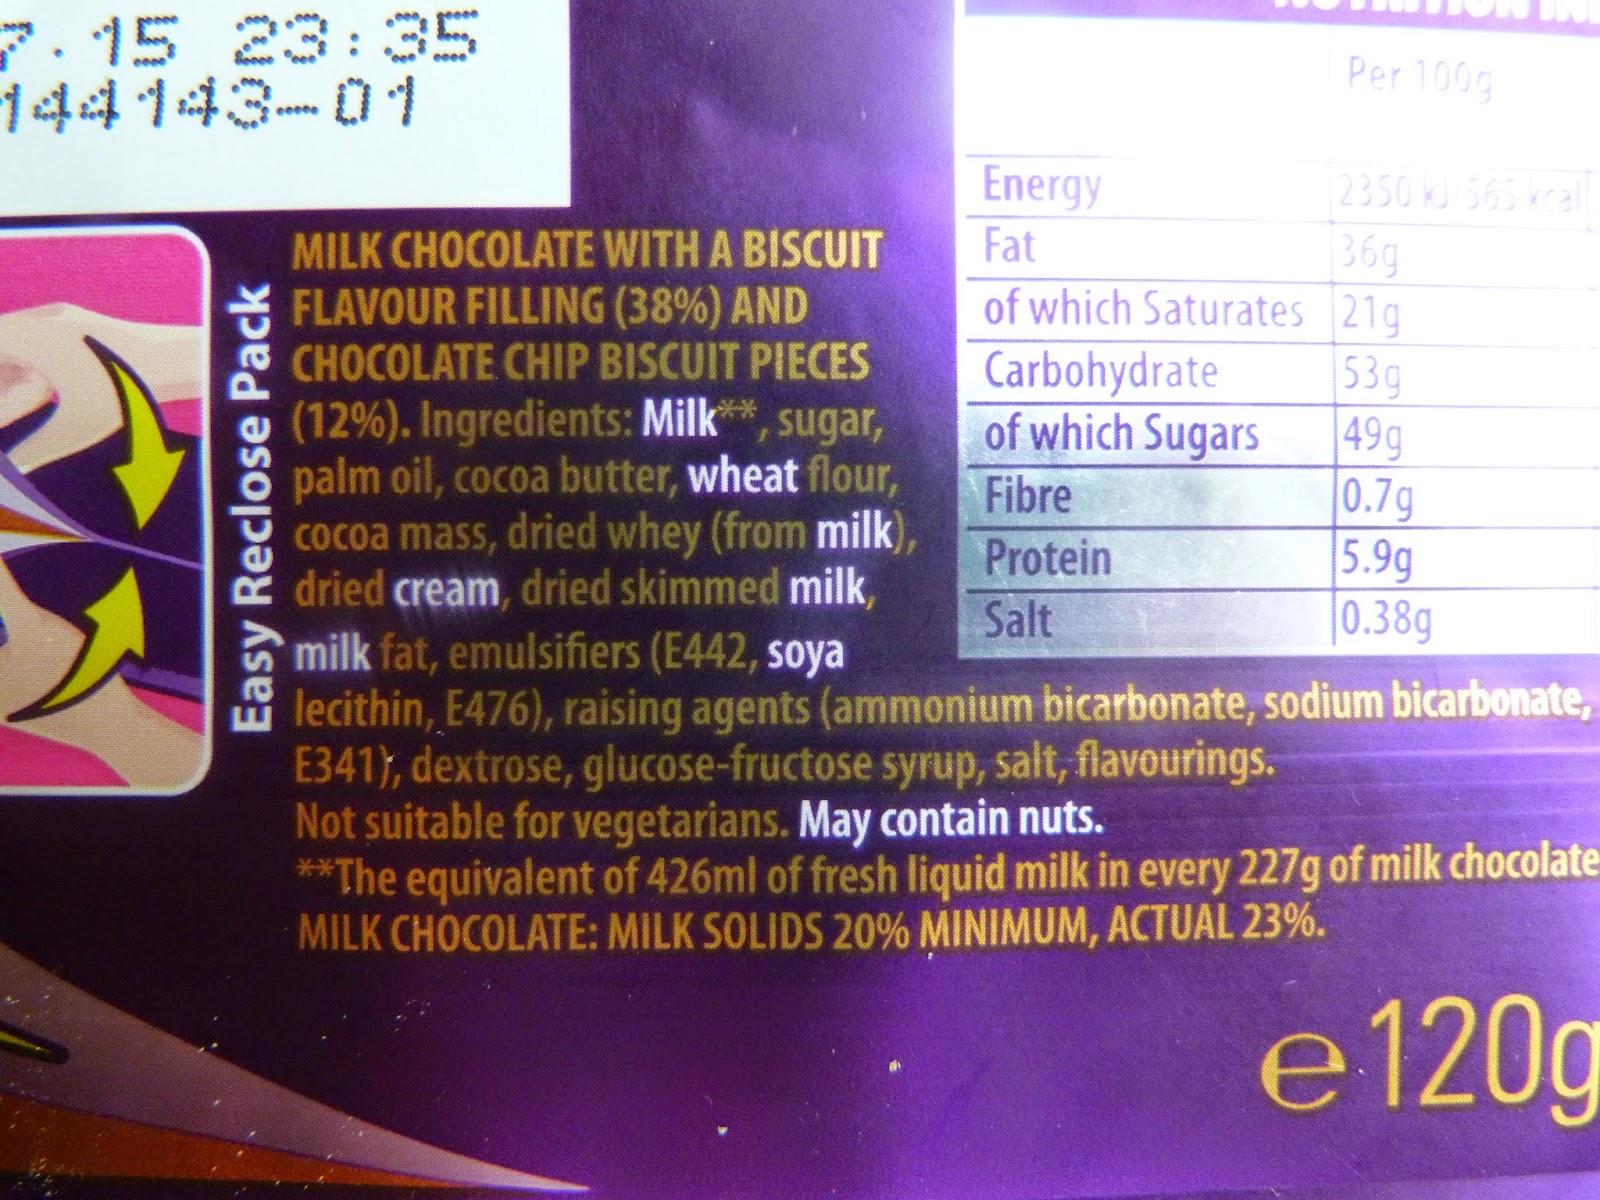 7.15 23:35
144143-01
Easy Reclose Pack
MILK CHOCOLATE WITH A BISCUIT
FLAVOUR FILLING (38%) AND
CHOCOLATE CHIP BISCUIT PIECES
(12%). Ingredients: Milk**, sugar,
palm oil, cocoa butter, wheat flour,
cocoa mass, dried whey (from milk),
dried cream, dried skimmed milk,
milk fat, emulsifiers (E442, soya
lecithin, E476), raising agents (ammonium bicarbonate, sodium bicarbonate,
E341), dextrose, glucose-fructose syrup, salt, flavourings.
Not suitable for vegetarians. May contain nuts.
**The equivalent of 426ml of fresh liquid milk in every 227g of milk chocolate
MILK CHOCOLATE: MILK SOLIDS 20% MINIMUM, ACTUAL 23%.
NUTRITION
Per 100g
Energy 2350 kJ 565 kcal
Fat 36g
of which Saturates 21g
Carbohydrate 53g
of which Sugars 49g
Fibre 0.7g
Protein 5.9g
Salt 0.38g
e 120g